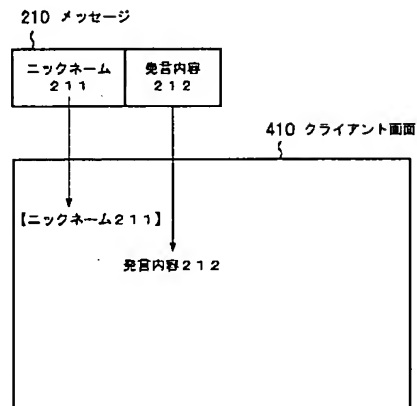 210 メッセージ
ニックネーム
211
発言内容
212
410 クライアント画面
【ニックネーム211】
発言内容212